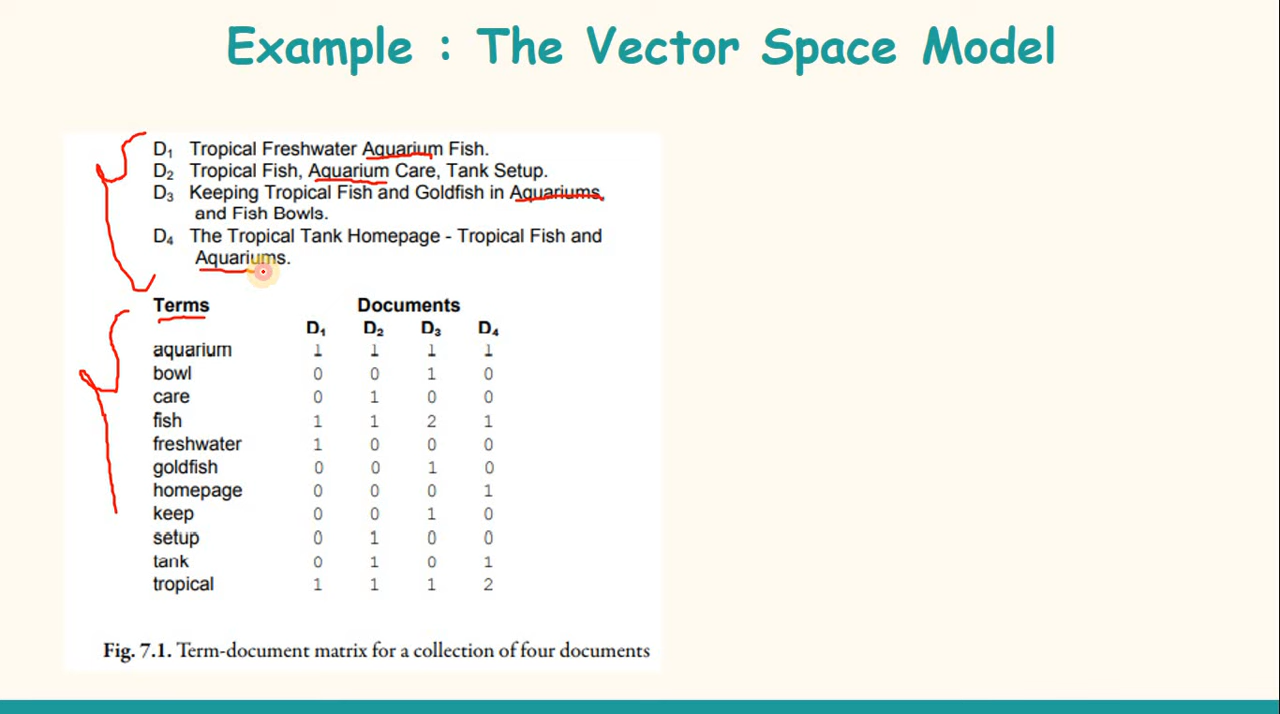 Example : The Vector Space Model
D₁ Tropical Freshwater Aquarium Fish.
D₂ Tropical Fish, Aquarium Care, Tank Setup.
D₃ Keeping Tropical Fish and Goldfish in Aquariums,
and Fish Bowls.
D₄ The Tropical Tank Homepage - Tropical Fish and
Aquariums.
Terms Documents
D₁ D₂ D₃ D₄
aquarium 1 1 1 1
bowl 0 0 1 0
care 0 1 0 0
fish 1 1 2 1
freshwater 1 0 0 0
goldfish 0 0 1 0
homepage 0 0 0 1
keep 0 0 1 0
setup 0 1 0 0
tank 0 1 0 1
tropical 1 1 1 2
Fig. 7.1. Term-document matrix for a collection of four documents